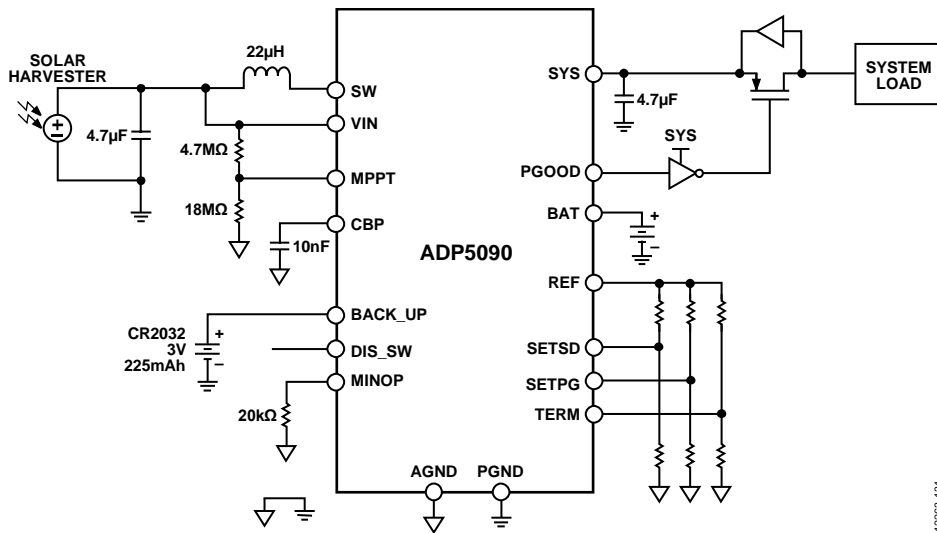 SOLAR
HARVESTER
22µH
4.7µF
4.7MΩ
18MΩ
10nF
CR2032
3V
225mAh
20kΩ
SW
VIN
MPPT
CBP
BACK_UP
DIS_SW
MINOP
ADP5090
AGND
PGND
SYS
PGOOD
BAT
REF
SETSD
SETPG
TERM
4.7µF
SYS
SYSTEM
LOAD
+
−
+
−
+
−